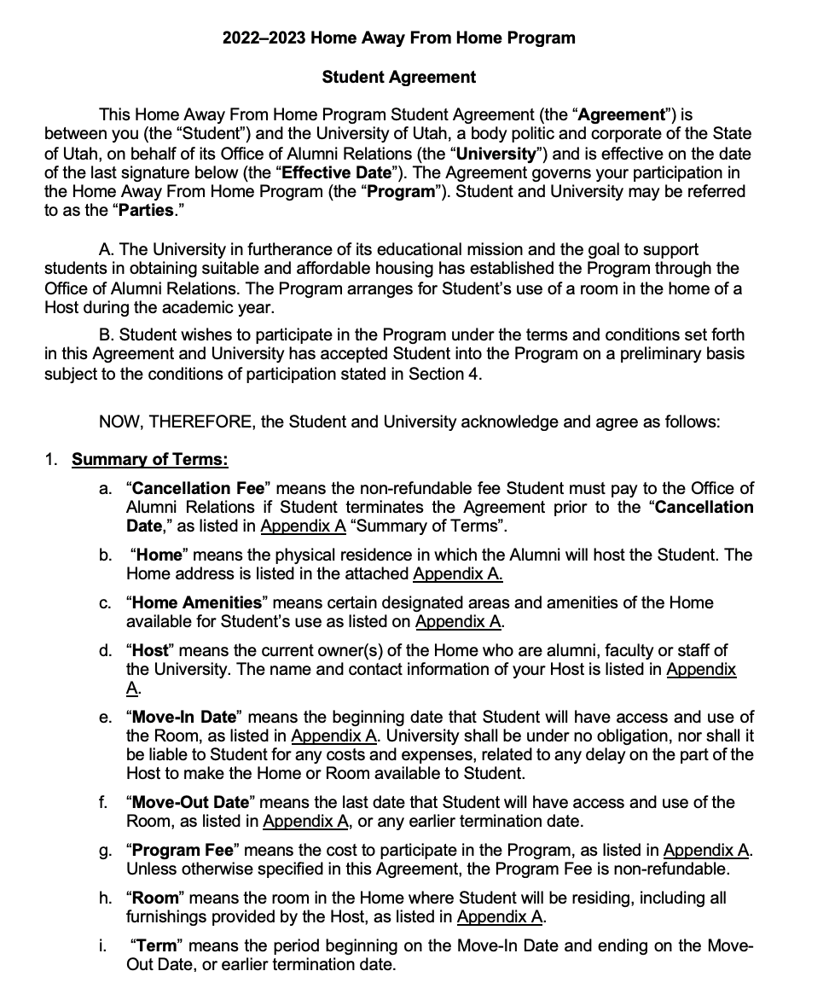 2022–2023 Home Away From Home Program
Student Agreement
This Home Away From Home Program Student Agreement (the “Agreement”) is
between you (the “Student”) and the University of Utah, a body politic and corporate of the State
of Utah, on behalf of its Office of Alumni Relations (the “University”) and is effective on the date
of the last signature below (the “Effective Date”). The Agreement governs your participation in
the Home Away From Home Program (the “Program”). Student and University may be referred
to as the “Parties.”
A. The University in furtherance of its educational mission and the goal to support
students in obtaining suitable and affordable housing has established the Program through the
Office of Alumni Relations. The Program arranges for Student’s use of a room in the home of a
Host during the academic year.
B. Student wishes to participate in the Program under the terms and conditions set forth
in this Agreement and University has accepted Student into the Program on a preliminary basis
subject to the conditions of participation stated in Section 4.
NOW, THEREFORE, the Student and University acknowledge and agree as follows:
1. Summary of Terms:
a. “Cancellation Fee” means the non-refundable fee Student must pay to the Office of
Alumni Relations if Student terminates the Agreement prior to the “Cancellation
Date,” as listed in Appendix A “Summary of Terms”.
b. “Home” means the physical residence in which the Alumni will host the Student. The
Home address is listed in the attached Appendix A.
c. “Home Amenities” means certain designated areas and amenities of the Home
available for Student’s use as listed on Appendix A.
d. “Host” means the current owner(s) of the Home who are alumni, faculty or staff of
the University. The name and contact information of your Host is listed in Appendix
A.
e. “Move-In Date” means the beginning date that Student will have access and use of
the Room, as listed in Appendix A. University shall be under no obligation, nor shall it
be liable to Student for any costs and expenses, related to any delay on the part of the
Host to make the Home or Room available to Student.
f. “Move-Out Date” means the last date that Student will have access and use of the
Room, as listed in Appendix A, or any earlier termination date.
g. “Program Fee” means the cost to participate in the Program, as listed in Appendix A.
Unless otherwise specified in this Agreement, the Program Fee is non-refundable.
h. “Room” means the room in the Home where Student will be residing, including all
furnishings provided by the Host, as listed in Appendix A.
i. “Term” means the period beginning on the Move-In Date and ending on the Move-
Out Date, or earlier termination date.